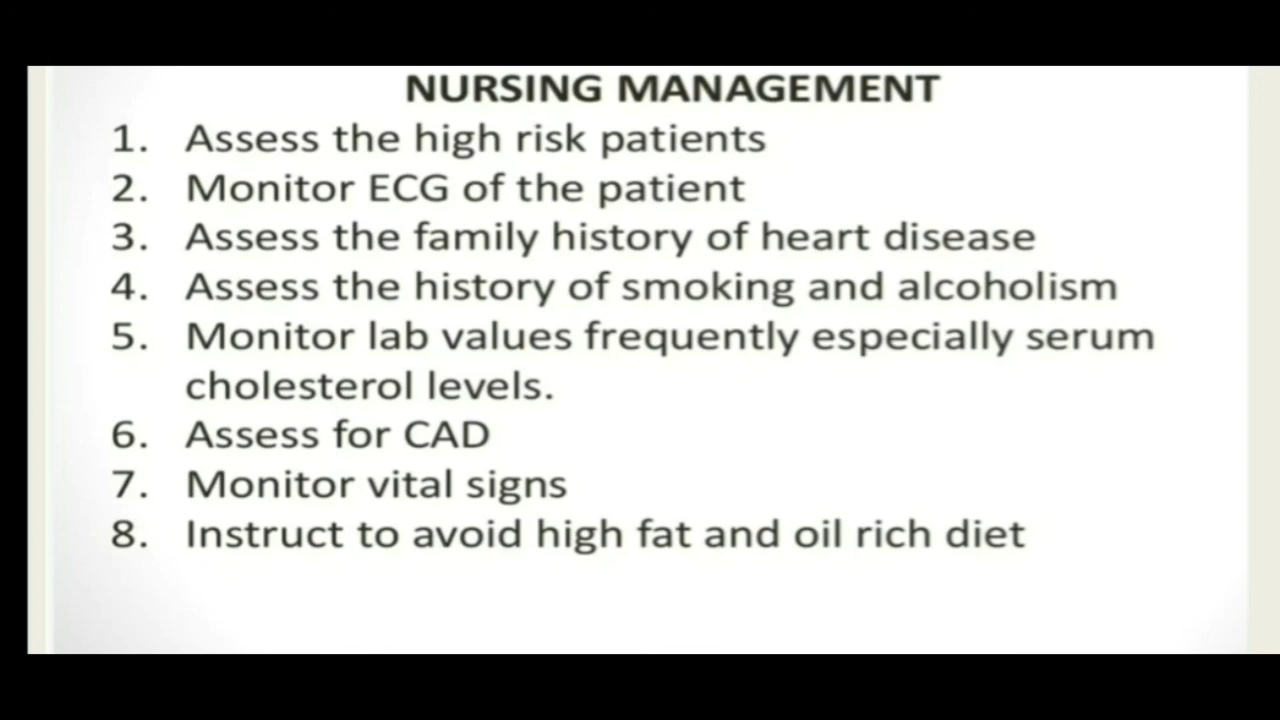 NURSING MANAGEMENT
1. Assess the high risk patients
2. Monitor ECG of the patient
3. Assess the family history of heart disease
4. Assess the history of smoking and alcoholism
5. Monitor lab values frequently especially serum
cholesterol levels.
6. Assess for CAD
7. Monitor vital signs
8. Instruct to avoid high fat and oil rich diet